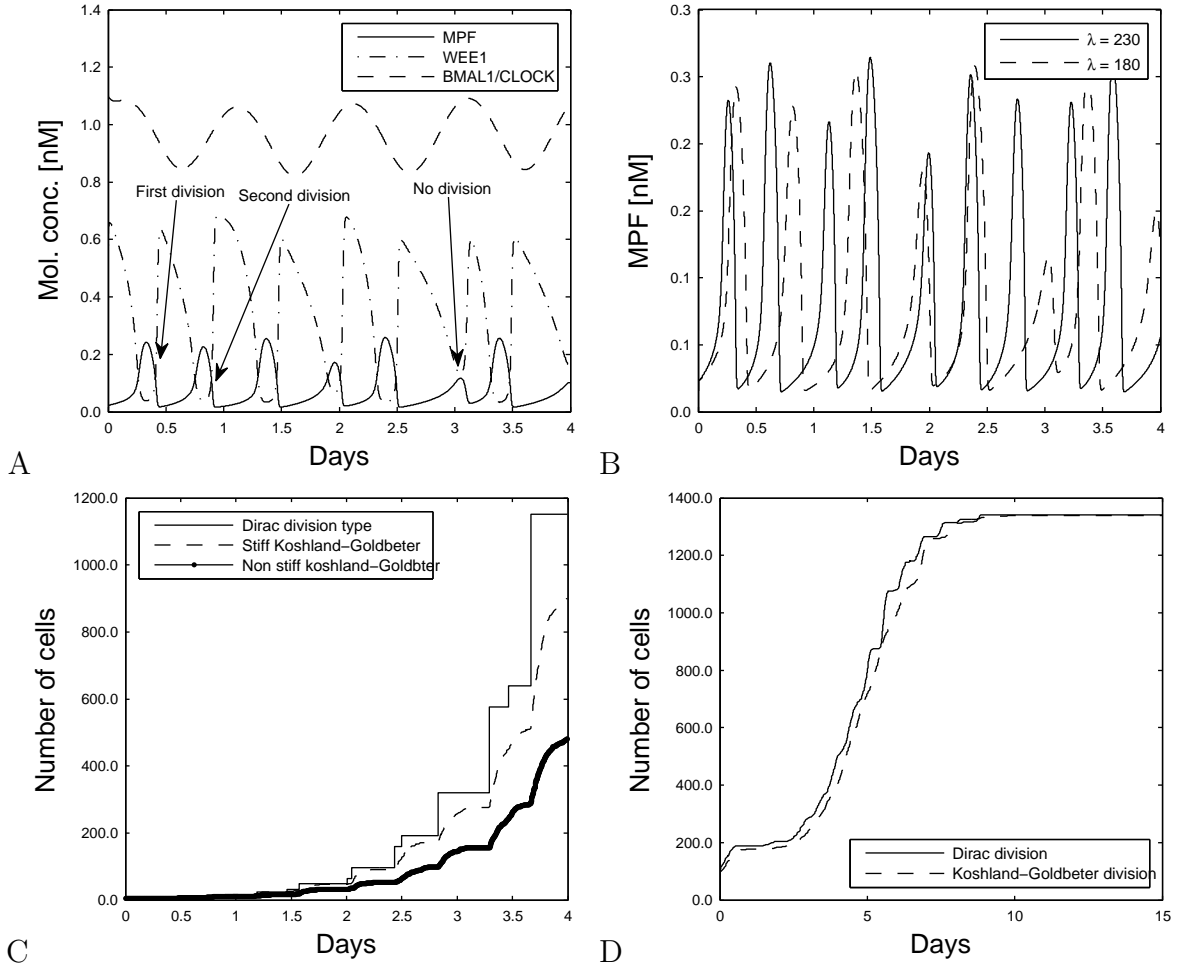 1.4
1.2
1.0
0.8
0.6
0.4
0.2
0.0
Mol. conc. [nM]
MPF
WEE1
BMAL1/CLOCK
First division
Second division
No division
0 0.5 1 1.5 2 2.5 3 3.5 4
Days
A
0.3
0.3
0.2
0.2
0.1
0.1
0.0
MPF [nM]
λ = 230
λ = 180
0 0.5 1 1.5 2 2.5 3 3.5 4
Days
B
1200.0
1000.0
800.0
600.0
400.0
200.0
0.0
Number of cells
Dirac division type
Stiff Koshland−Goldbeter
Non stiff koshland−Goldbter
0 0.5 1 1.5 2 2.5 3 3.5 4
Days
C
1400.0
1200.0
1000.0
800.0
600.0
400.0
200.0
0.0
Number of cells
Dirac division
Koshland−Goldbeter division
0 5 10 15
Days
D